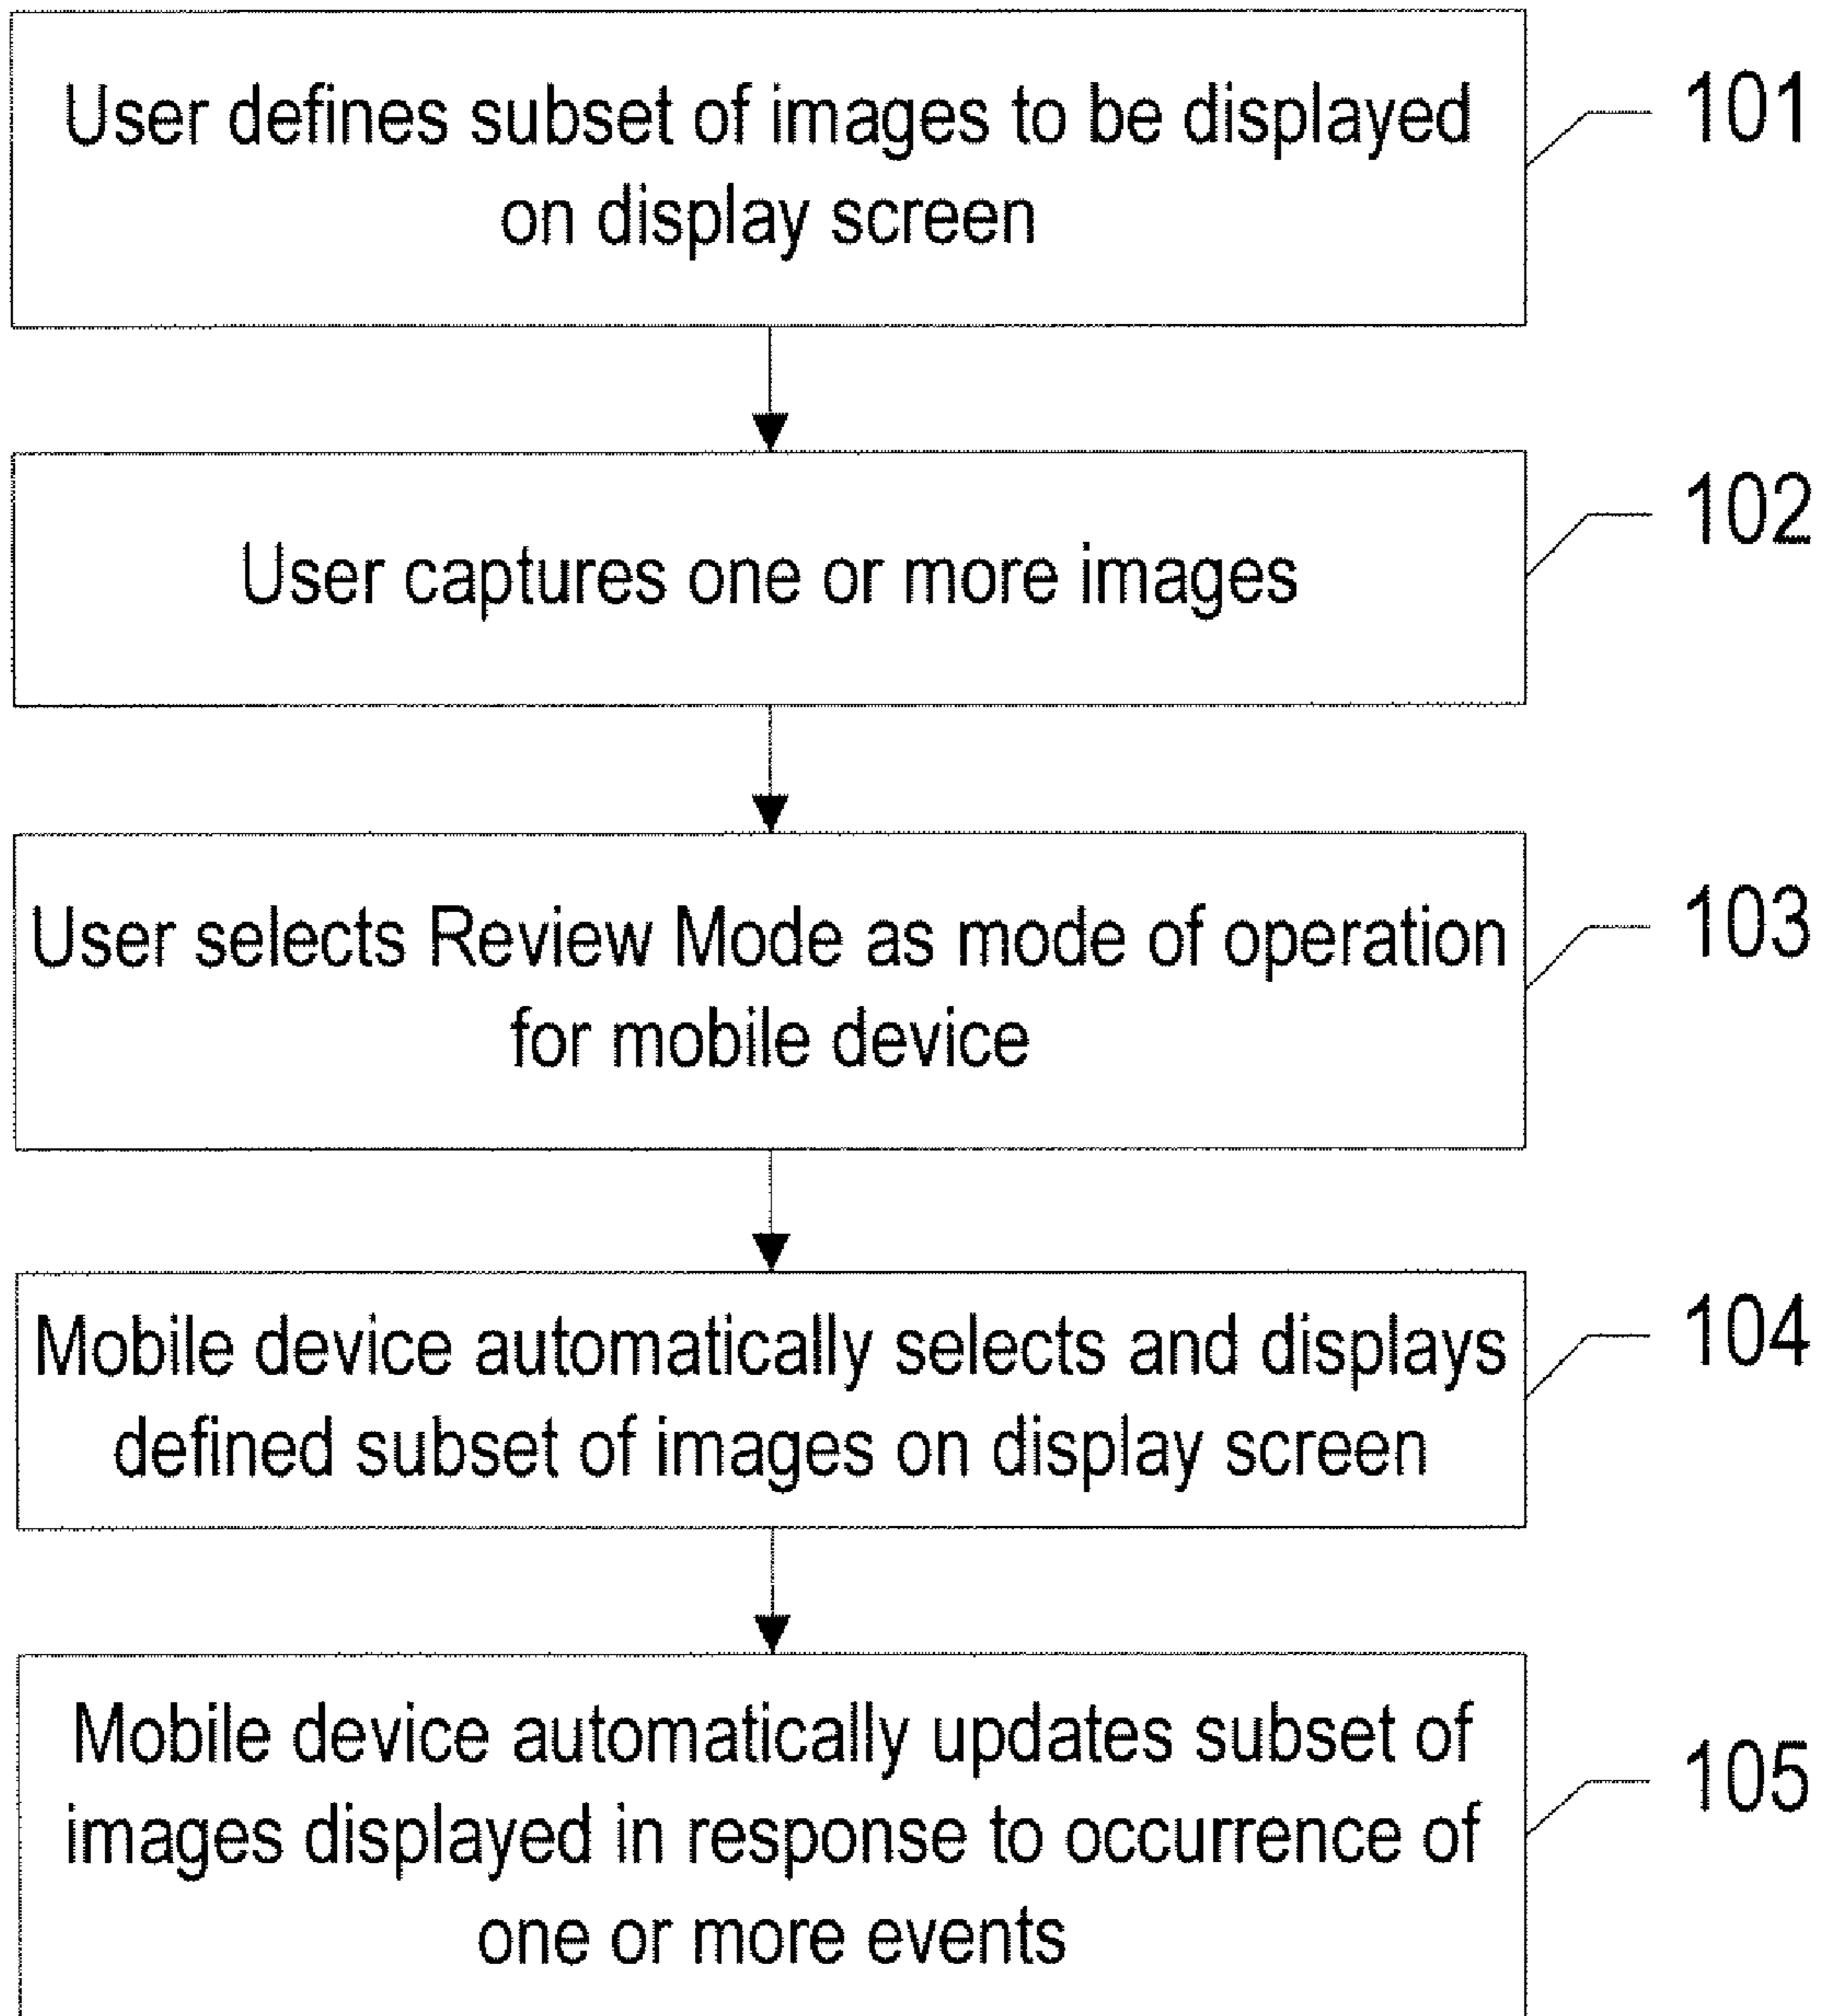 User defines subset of images to be displayed
on display screen
101
User captures one or more images
102
User selects Review Mode as mode of operation
for mobile device
103
Mobile device automatically selects and displays
defined subset of images on display screen
104
Mobile device automatically updates subset of
images displayed in response to occurrence of
one or more events
105